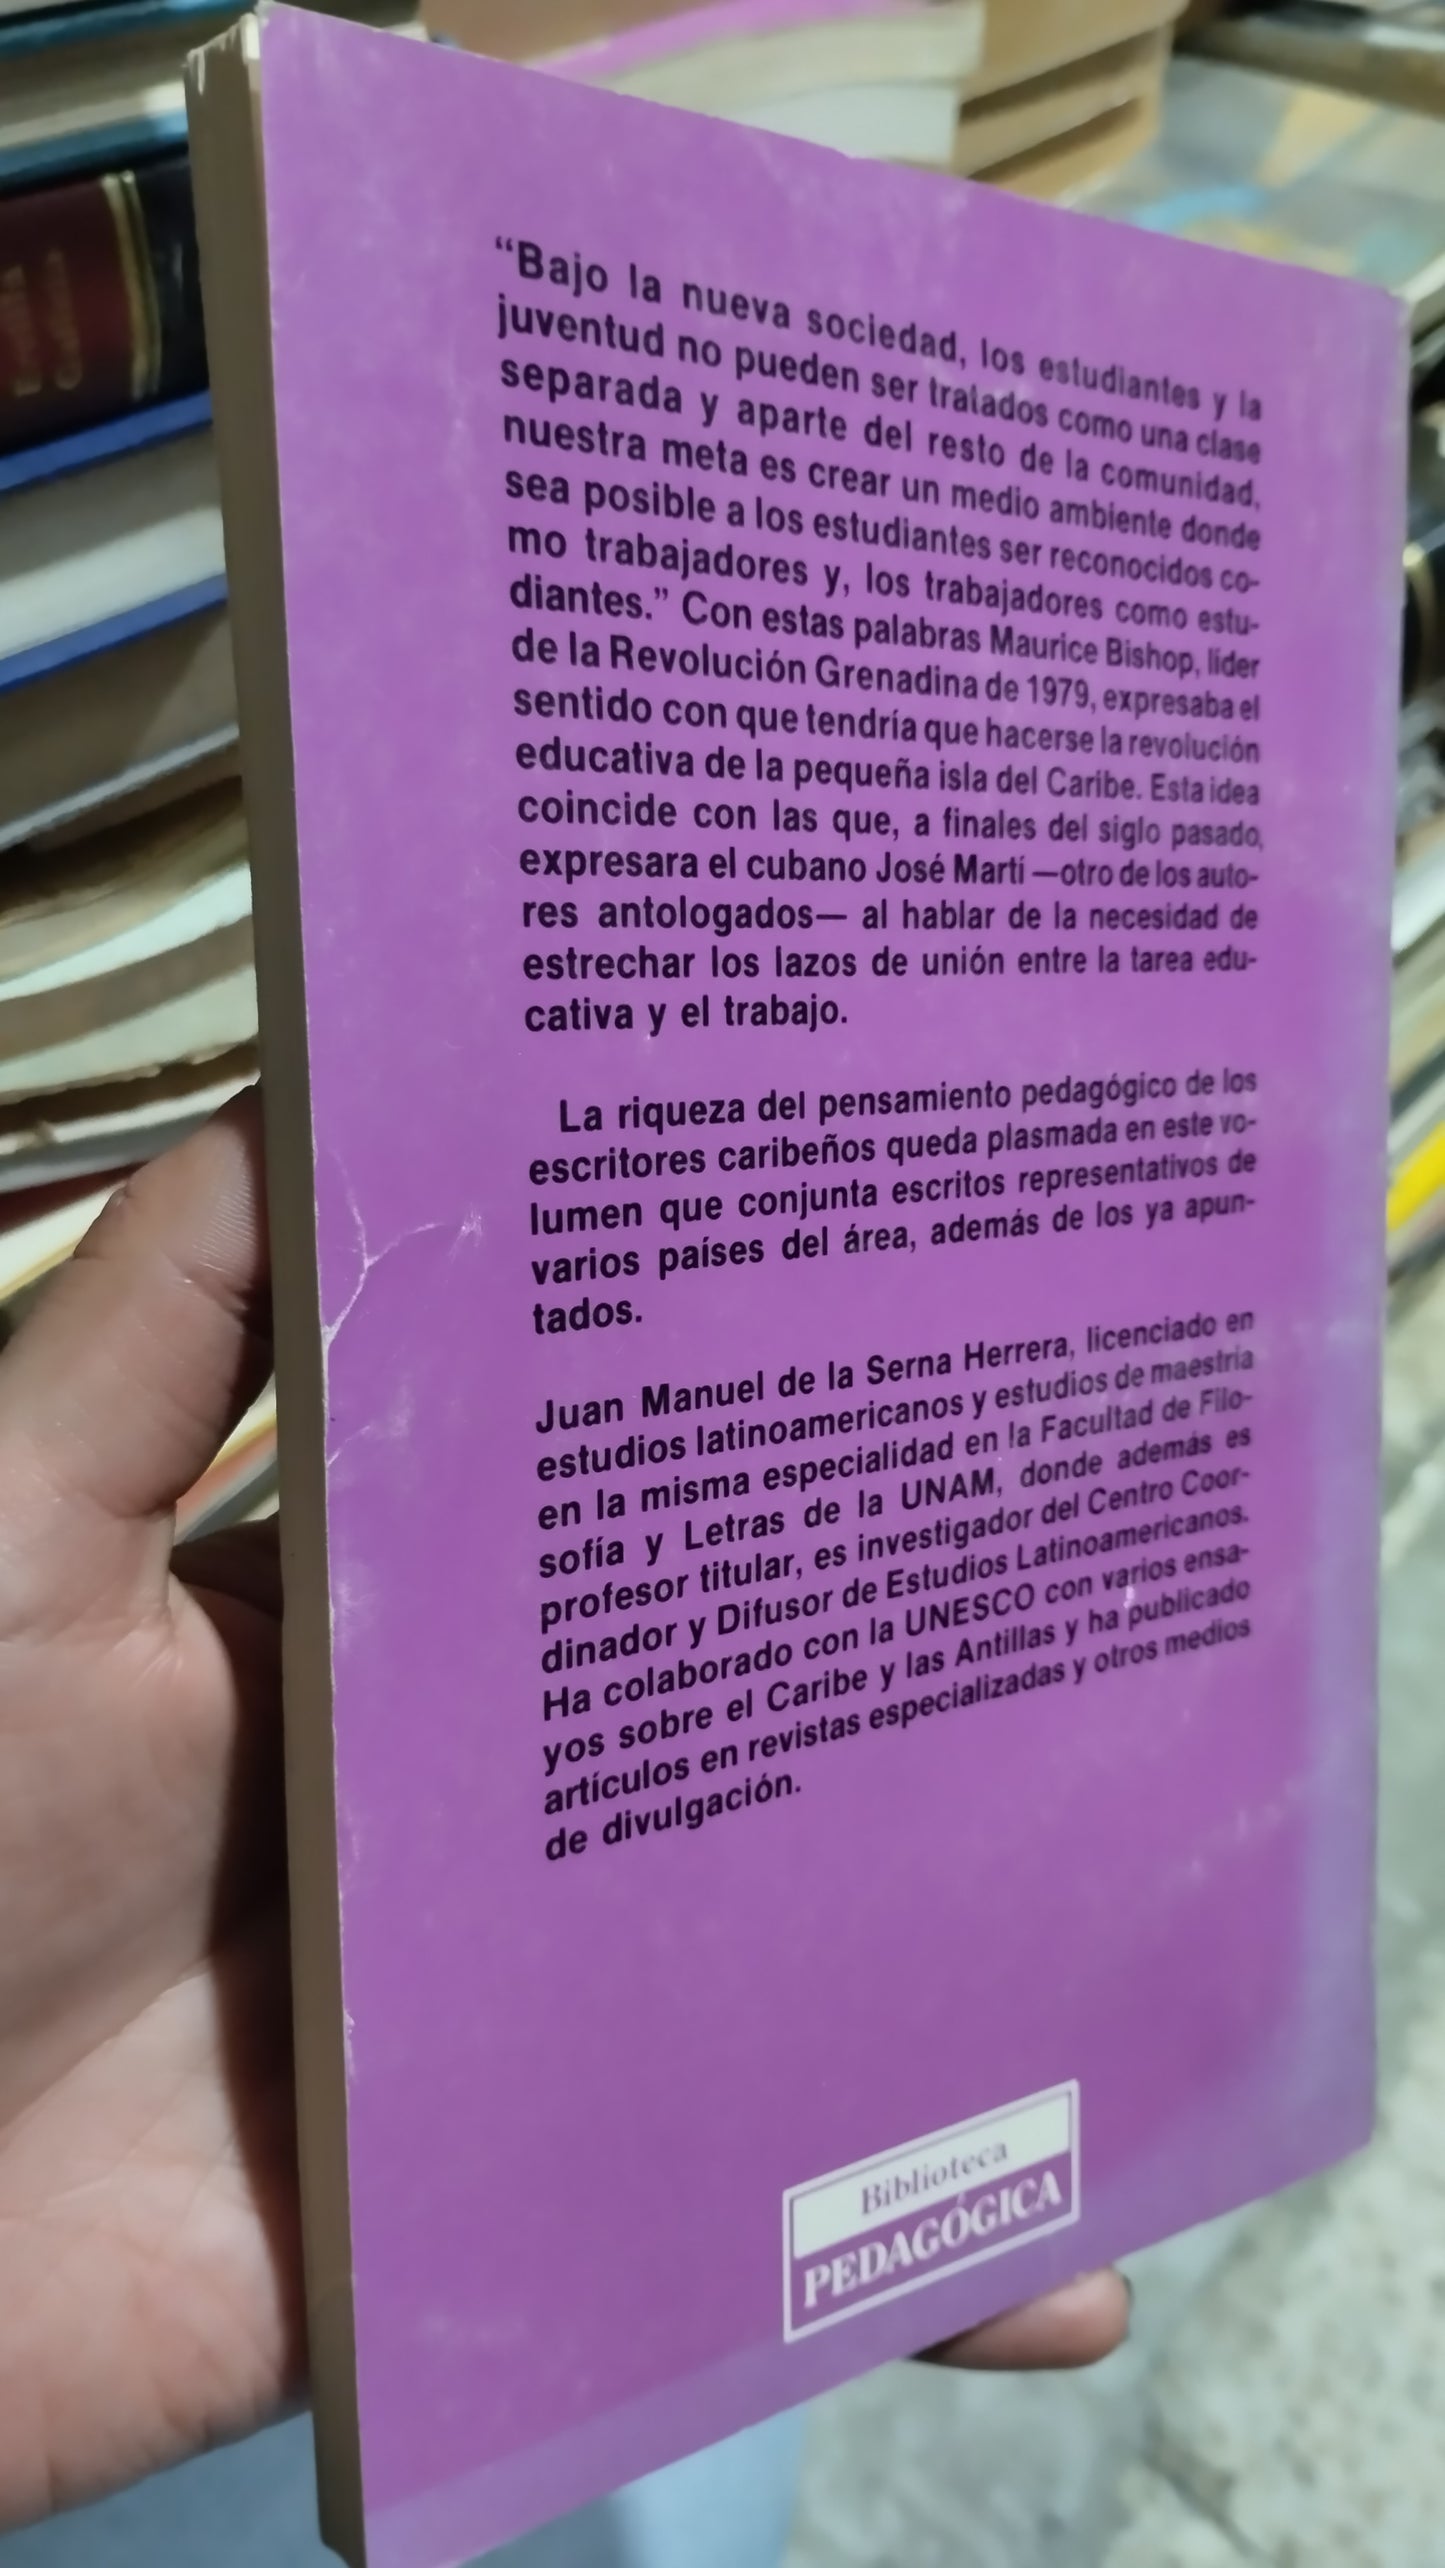 “Bajo la nueva sociedad, los estudiantes y la
juventud no pueden ser tratados como una clase
separada y aparte del resto de la comunidad,
nuestra meta es crear un medio ambiente donde
sea posible a los estudiantes ser reconocidos co-
mo trabajadores y, los trabajadores como estu-
diantes.” Con estas palabras Maurice Bishop, líder
de la Revolución Grenadina de 1979, expresaba el
sentido con que tendría que hacerse la revolución
educativa de la pequeña isla del Caribe. Esta idea
coincide con las que, a finales del siglo pasado,
expresara el cubano José Martí —otro de los auto-
res antologados— al hablar de la necesidad de
estrechar los lazos de unión entre la tarea edu-
cativa y el trabajo.
La riqueza del pensamiento pedagógico de los
escritores caribeños queda plasmada en este vo-
lumen que conjunta escritos representativos de
varios países del área, además de los ya apun-
tados.
Juan Manuel de la Serna Herrera, licenciado en
estudios latinoamericanos y estudios de maestría
en la misma especialidad en la Facultad de Filo-
sofía y Letras de la UNAM, donde además es
profesor titular, es investigador del Centro Coor-
dinador y Difusor de Estudios Latinoamericanos.
Ha colaborado con la UNESCO con varios ensa-
yos sobre el Caribe y las Antillas y ha publicado
artículos en revistas especializadas y otros medios
de divulgación.
Biblioteca
PEDAGÓGICA